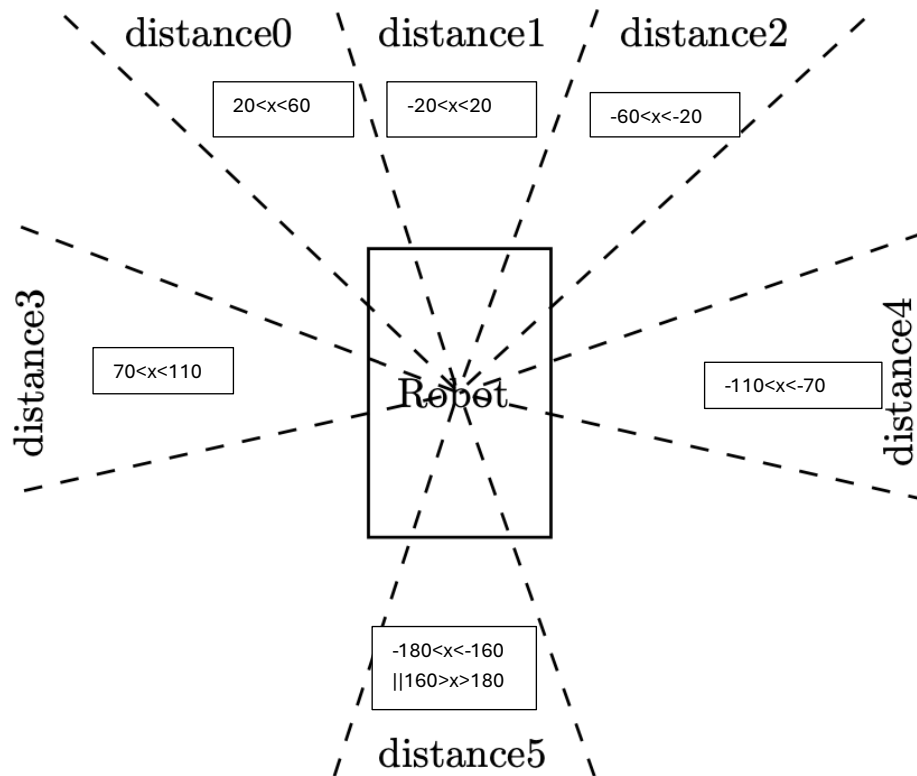 distance0
distance1
distance2
20<x<60
-20<x<20
-60<x<-20
distance3
70<x<110
Robot
-110<x<-70
distance4
-180<x<-160
||160>x>180
distance5